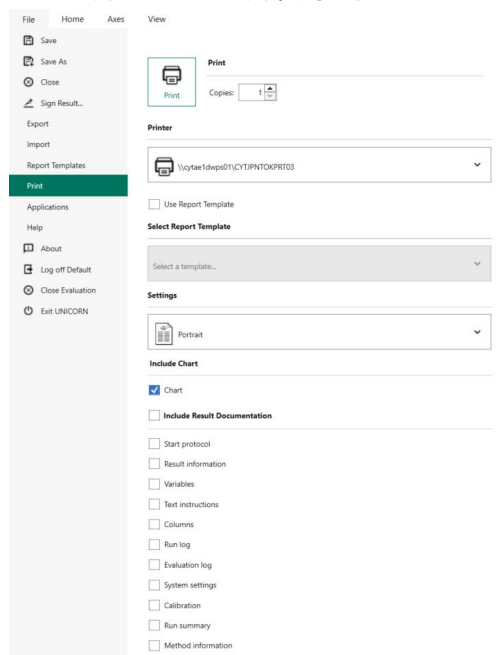 File Home Axes View
Save
Save As
Close
Sign Result...
Export
Import
Report Templates
Print
Applications
Help
About
Log off Default
Close Evaluation
Exit UNICORN
Print
Print
Copies: 1
Printer
\\cytae1dwps01\CYTJPNTOKPRT03
Use Report Template
Select Report Template
Select a template...
Settings
Portrait
Include Chart
Chart
Include Result Documentation
Start protocol
Result information
Variables
Text instructions
Columns
Run log
Evaluation log
System settings
Calibration
Run summary
Method information